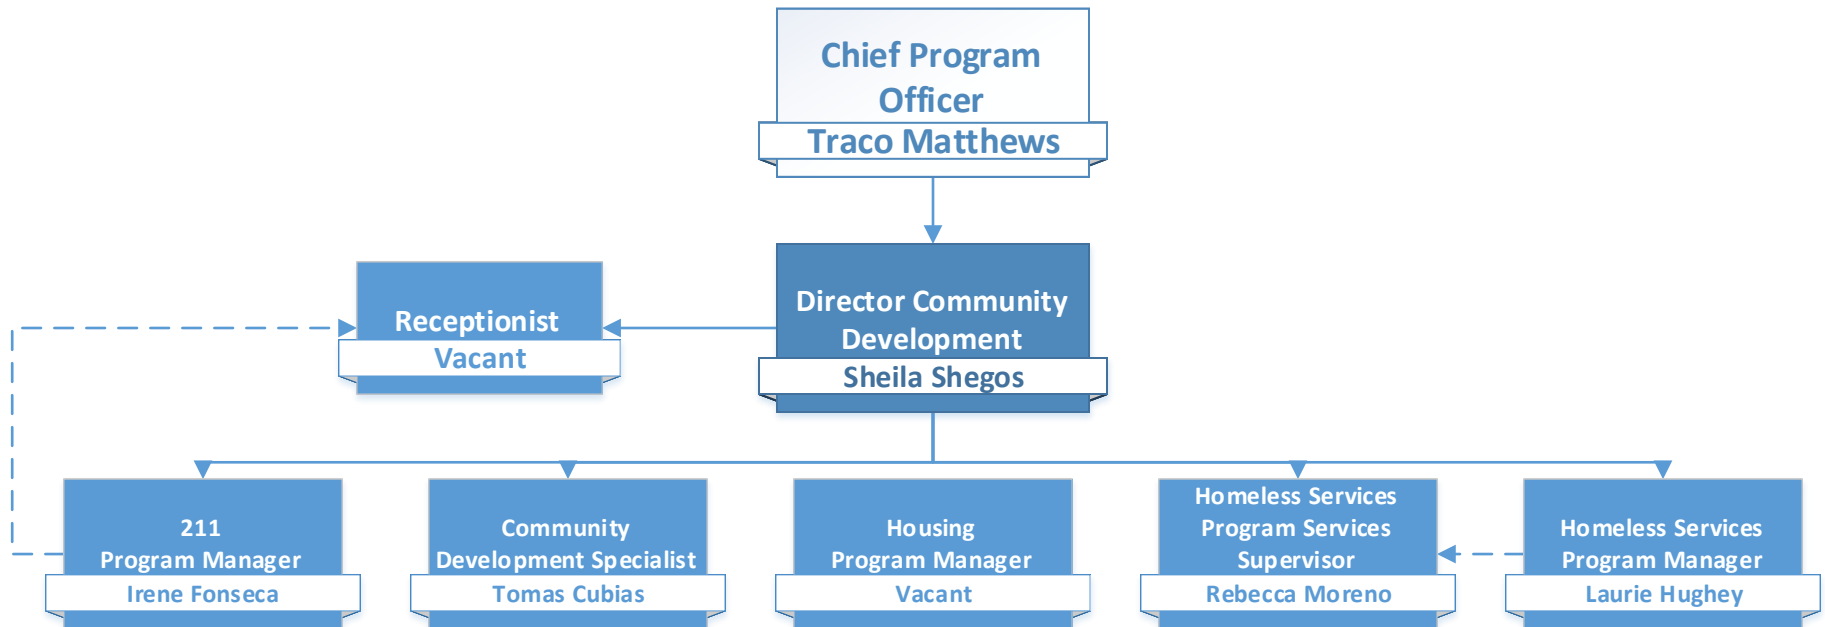 Chief Program
Officer
Traco Matthews
Director Community
Development
Sheila Shegos
Receptionist
Vacant
211
Program Manager
Irene Fonseca
Community
Development Specialist
Tomas Cubias
Housing
Program Manager
Vacant
Homeless Services
Program Services
Supervisor
Rebecca Moreno
Homeless Services
Program Manager
Laurie Hughey